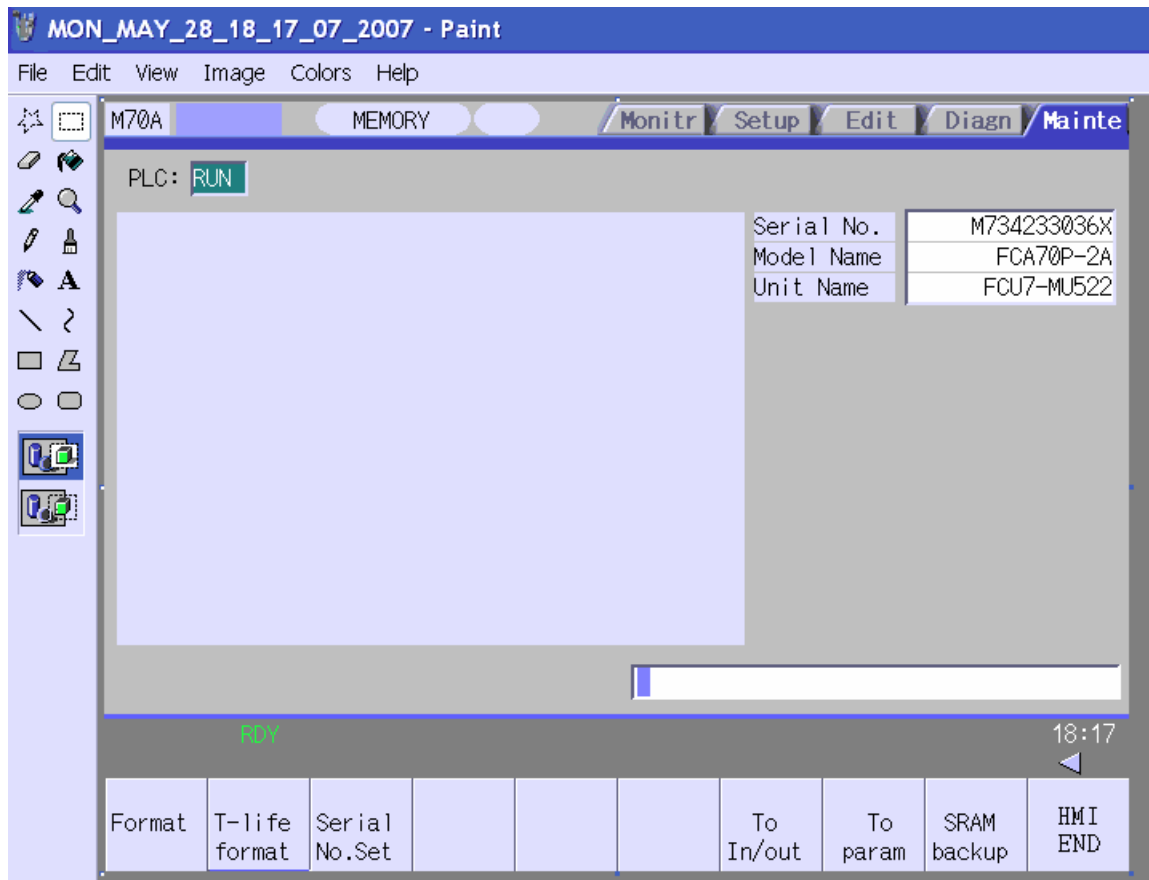 MON_MAY_28_18_17_07_2007 - Paint
File Edit View Image Colors Help
M70A MEMORY Monitr Setup Edit Diagn Mainte
PLC: RUN
Serial No. M734233036X
Model Name FCA70P-2A
Unit Name FCU7-MU522
RDY 18:17
Format T-life format Serial No.Set To In/out To param SRAM backup HMI END